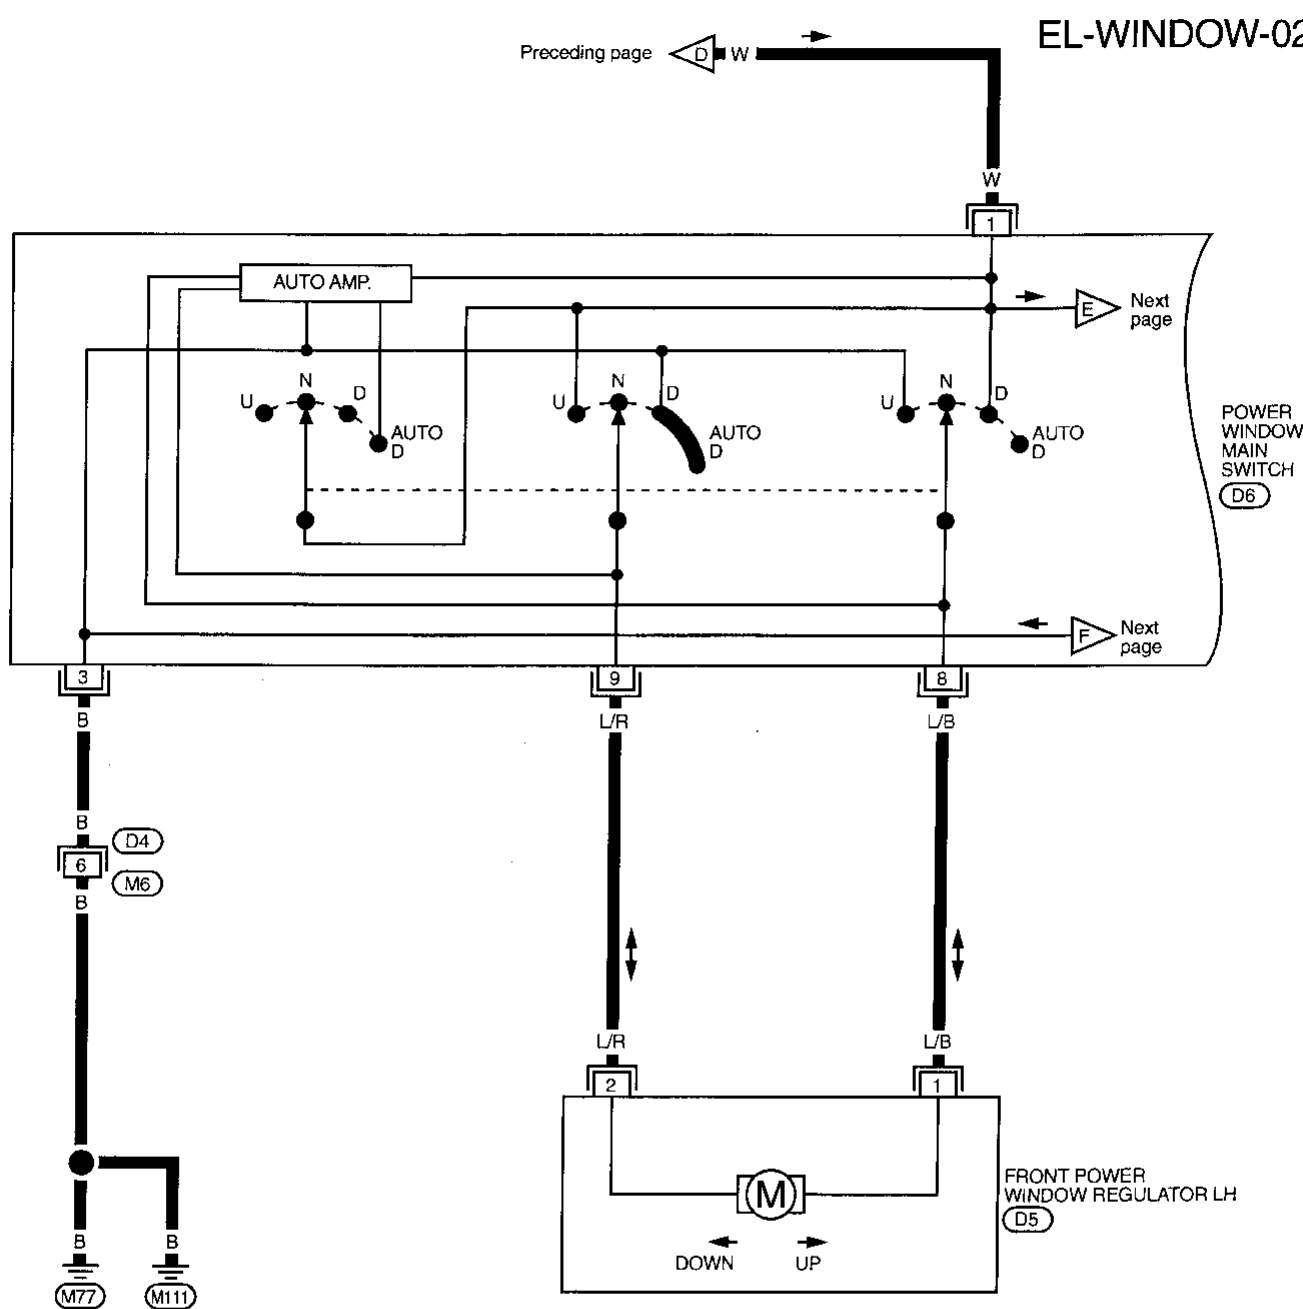 EL-WINDOW-02
Preceding page
D
W
W
1
AUTO AMP.
E
Next
page
U
N
D
AUTO
D
U
N
D
AUTO
D
U
N
D
AUTO
D
POWER
WINDOW
MAIN
SWITCH
D6
F
Next
page
3
9
8
B
L/R
L/B
B
D4
6
M6
B
L/R
L/B
2
1
M
FRONT POWER
WINDOW REGULATOR LH
D5
DOWN
UP
B
B
M77
M111